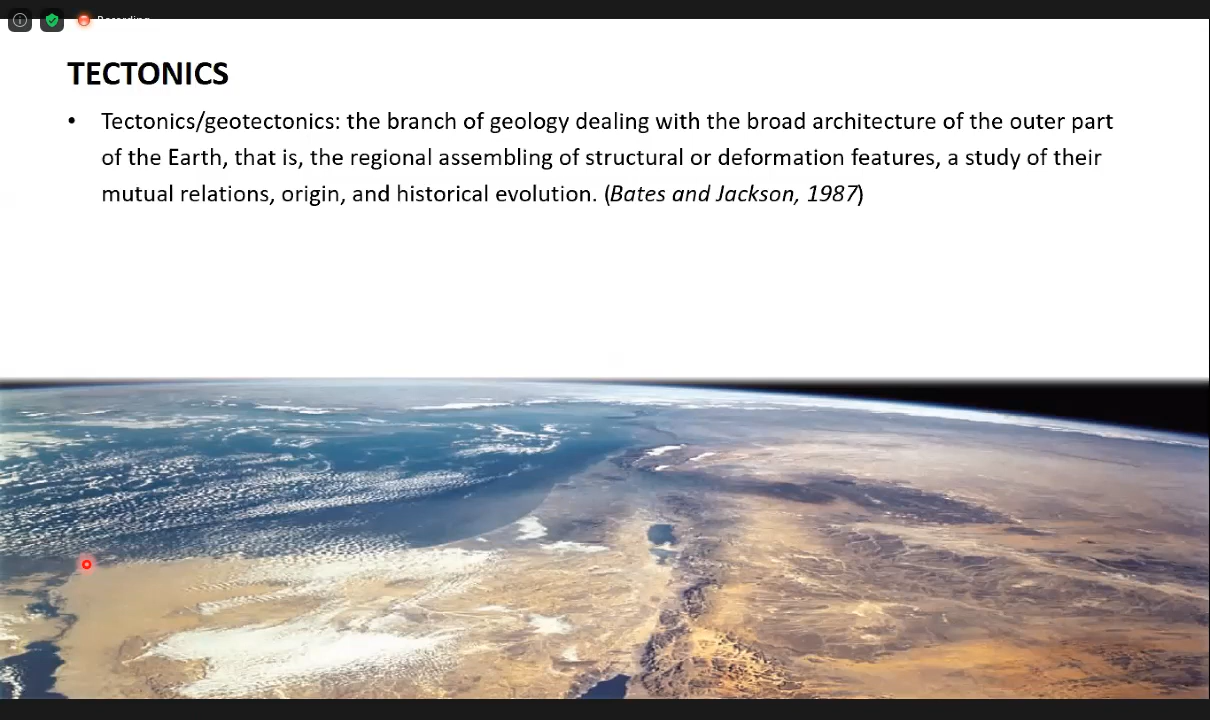 Recording
TECTONICS
• Tectonics/geotectonics: the branch of geology dealing with the broad architecture of the outer part
of the Earth, that is, the regional assembling of structural or deformation features, a study of their
mutual relations, origin, and historical evolution. (Bates and Jackson, 1987)